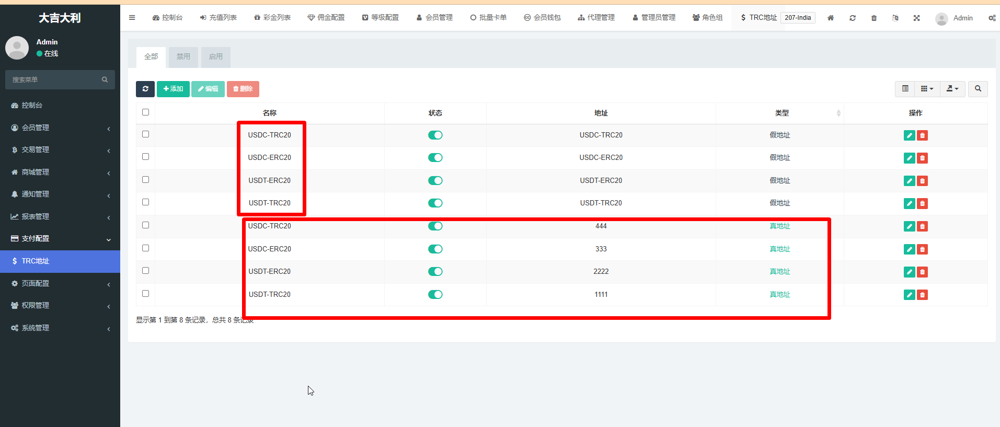 大吉大利
Admin
在线
搜索菜单
控制台
会员管理
交易管理
商城管理
通知管理
报表管理
支付配置
TRC地址
页面配置
权限管理
系统管理
控制台 充值列表 彩金列表 佣金配置 等级配置 会员管理 批量卡单 会员钱包 代理管理 管理员管理 角色组 TRC地址 207-India Admin
全部 禁用 启用
添加 编辑 删除
名称 状态 地址 类型 操作
USDC-TRC20 USDC-TRC20 假地址
USDC-ERC20 USDC-ERC20 假地址
USDT-ERC20 USDT-ERC20 假地址
USDT-TRC20 USDT-TRC20 假地址
USDC-TRC20 444 真地址
USDC-ERC20 333 真地址
USDT-ERC20 2222 真地址
USDT-TRC20 1111 真地址
显示第 1 到第 8 条记录，总共 8 条记录